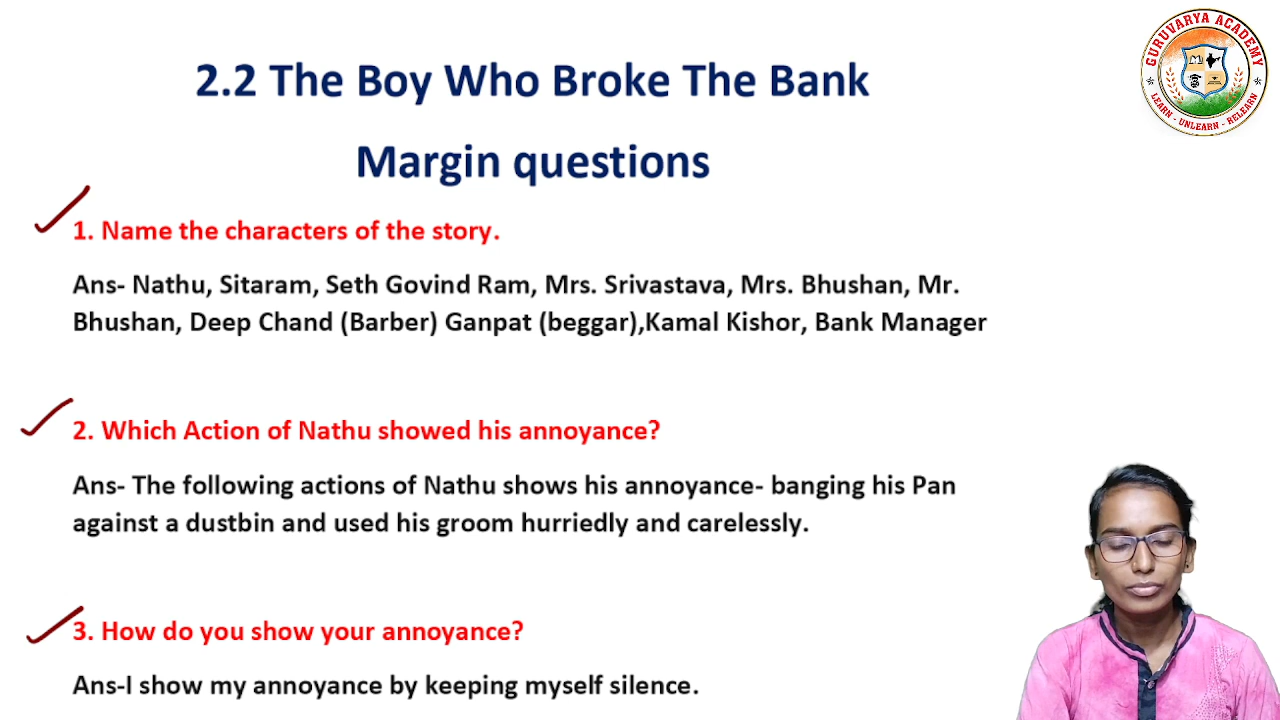 GURUVARYA ACADEMY
LEARN - UNLEARN - RELEARN
2.2 The Boy Who Broke The Bank
Margin questions
1. Name the characters of the story.
Ans- Nathu, Sitaram, Seth Govind Ram, Mrs. Srivastava, Mrs. Bhushan, Mr.
Bhushan, Deep Chand (Barber) Ganpat (beggar),Kamal Kishor, Bank Manager
2. Which Action of Nathu showed his annoyance?
Ans- The following actions of Nathu shows his annoyance- banging his Pan
against a dustbin and used his groom hurriedly and carelessly.
3. How do you show your annoyance?
Ans-I show my annoyance by keeping myself silence.